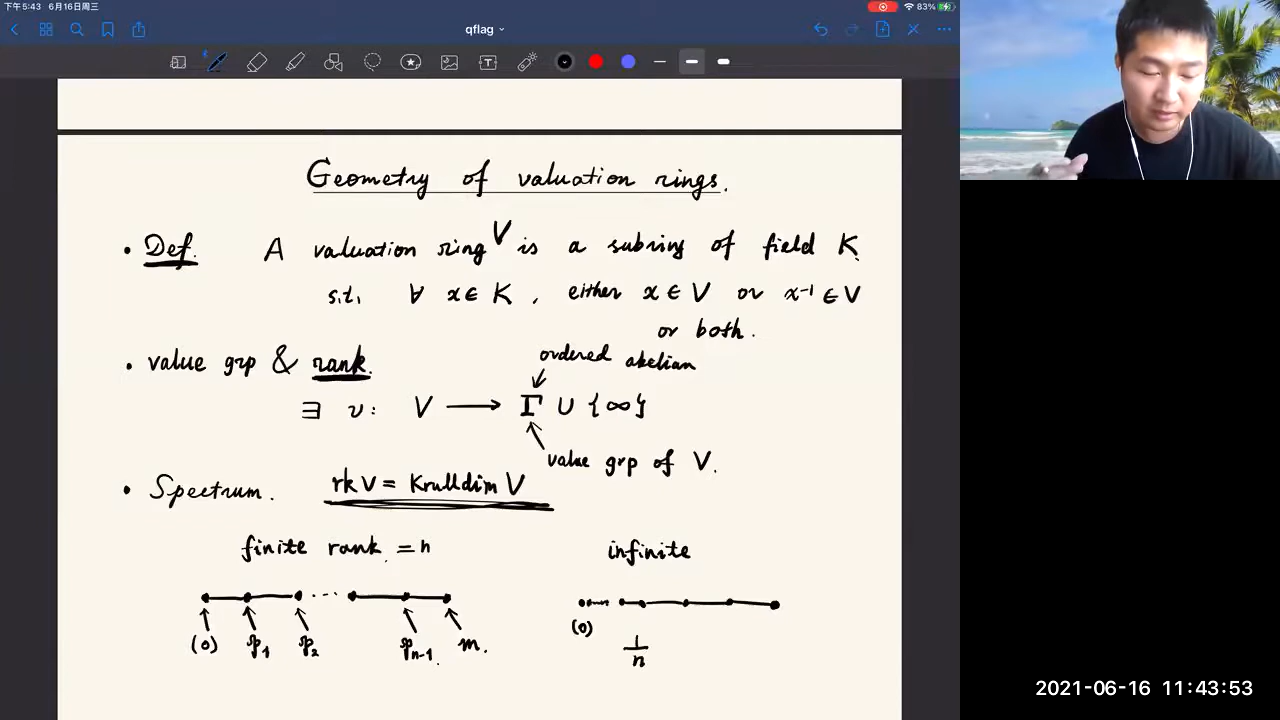 下午5:43 6月16日周三
83%
qflag
Geometry of valuation rings.
• Def. A valuation ring V is a subring of field K
s.t. ∀ x ∈ K, either x ∈ V or x⁻¹ ∈ V
or both.
• value grp & rank.
ordered abelian
∃ v: V ⟶ Γ ∪ {∞}
value grp of V.
• Spectrum. rk V = Krulldim V
finite rank = n
infinite
(0) 𝔭₁ 𝔭₂ ... 𝔭ₙ₋₁ m.
(0) 1/n
2021-06-16 11:43:53